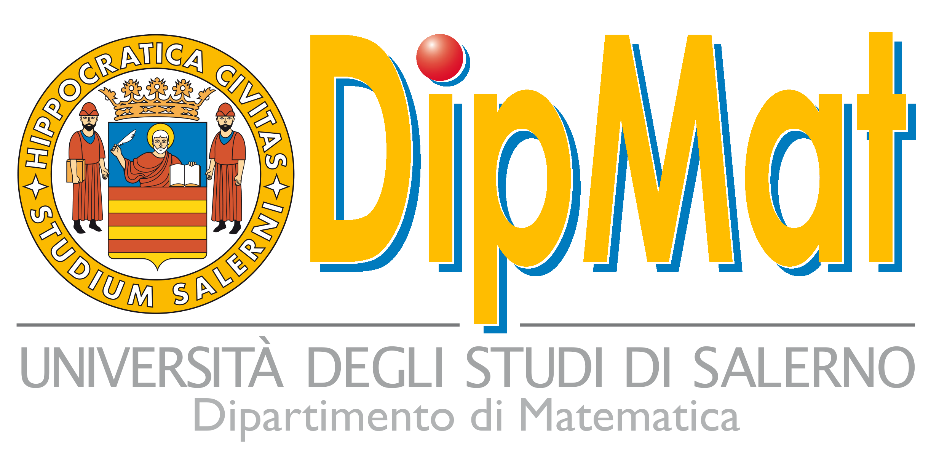 HIPPOCRATICA CIVITAS
STUDIUM SALERNI
DipMat
UNIVERSITÀ DEGLI STUDI DI SALERNO
Dipartimento di Matematica